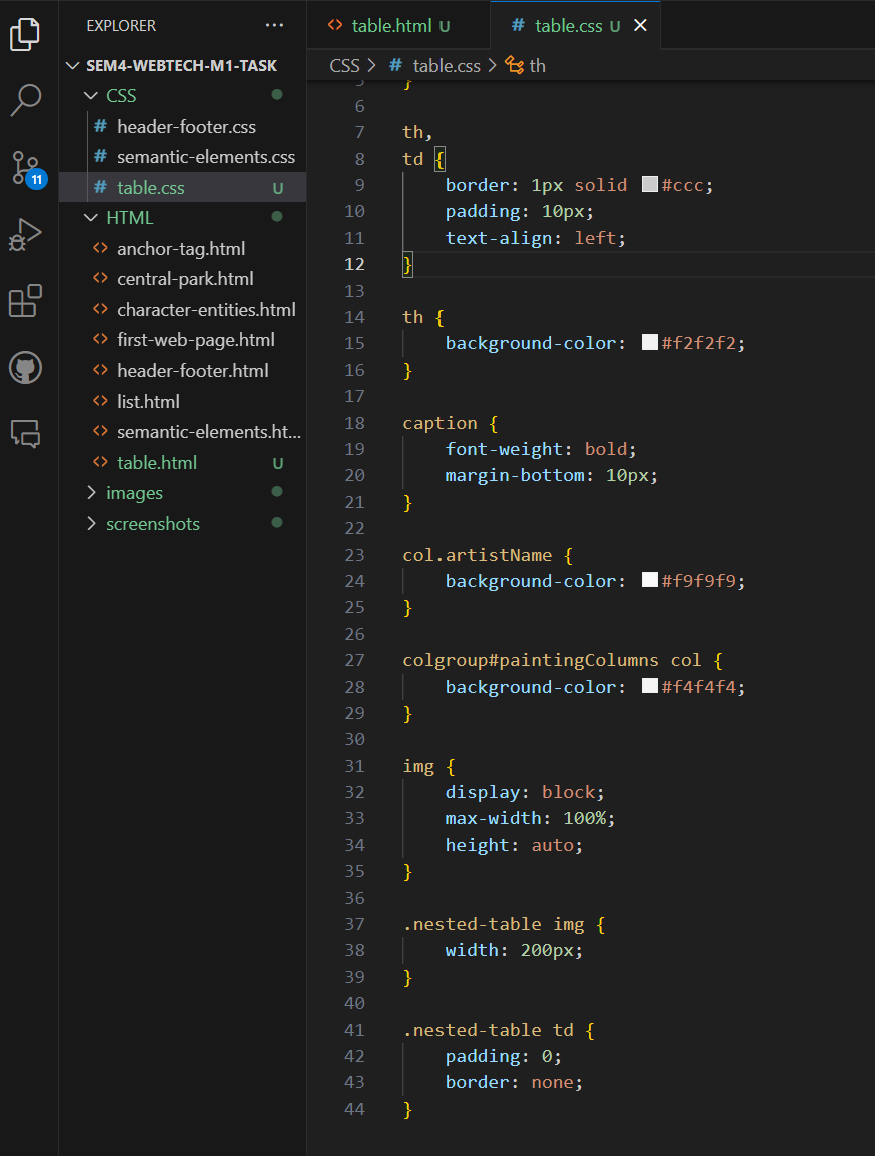 EXPLORER
SEM4-WEBTECH-M1-TASK
CSS
# header-footer.css
# semantic-elements.css
# table.css U
HTML
<> anchor-tag.html
<> central-park.html
<> character-entities.html
<> first-web-page.html
<> header-footer.html
<> list.html
<> semantic-elements.ht...
<> table.html U
images
screenshots
11
<> table.html U
# table.css U
CSS > # table.css > th
5 }
6
7 th,
8 td {
9 border: 1px solid #ccc;
10 padding: 10px;
11 text-align: left;
12 }
13
14 th {
15 background-color: #f2f2f2;
16 }
17
18 caption {
19 font-weight: bold;
20 margin-bottom: 10px;
21 }
22
23 col.artistName {
24 background-color: #f9f9f9;
25 }
26
27 colgroup#paintingColumns col {
28 background-color: #f4f4f4;
29 }
30
31 img {
32 display: block;
33 max-width: 100%;
34 height: auto;
35 }
36
37 .nested-table img {
38 width: 200px;
39 }
40
41 .nested-table td {
42 padding: 0;
43 border: none;
44 }